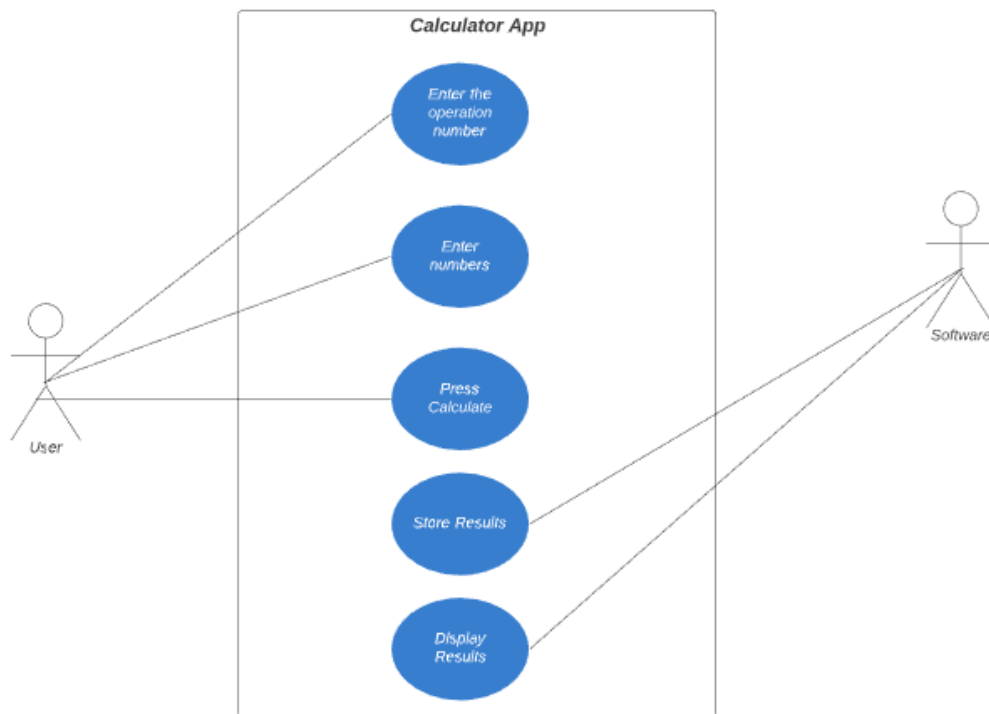 Calculator App
Enter the
operation
number
Enter
numbers
Press
Calculate
Software
User
Store Results
Display
Results